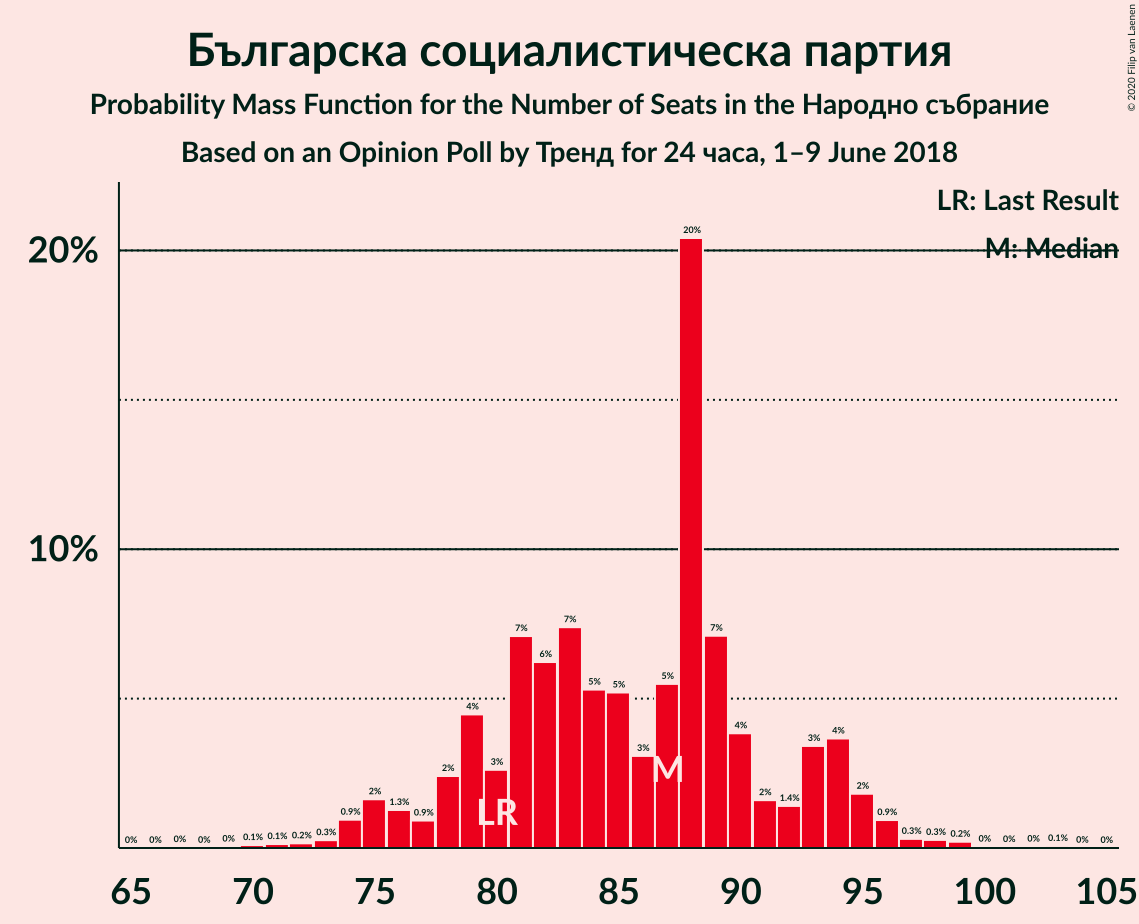 Българска социалистическа партия
Probability Mass Function for the Number of Seats in the Народно събрание
Based on an Opinion Poll by Тренд for 24 часа, 1–9 June 2018
© 2020 Filip van Laenen
LR: Last Result
M: Median
20%
10%
0% 0% 0% 0% 0% 0.1% 0.1% 0.2% 0.3% 0.9% 2% 1.3% 0.9% 2% 4% 3% 7% 6% 7% 5% 5% 3% 5% 20% 7% 4% 2% 1.4% 3% 4% 2% 0.9% 0.3% 0.3% 0.2% 0% 0% 0% 0.1% 0% 0%
LR M
65 70 75 80 85 90 95 100 105